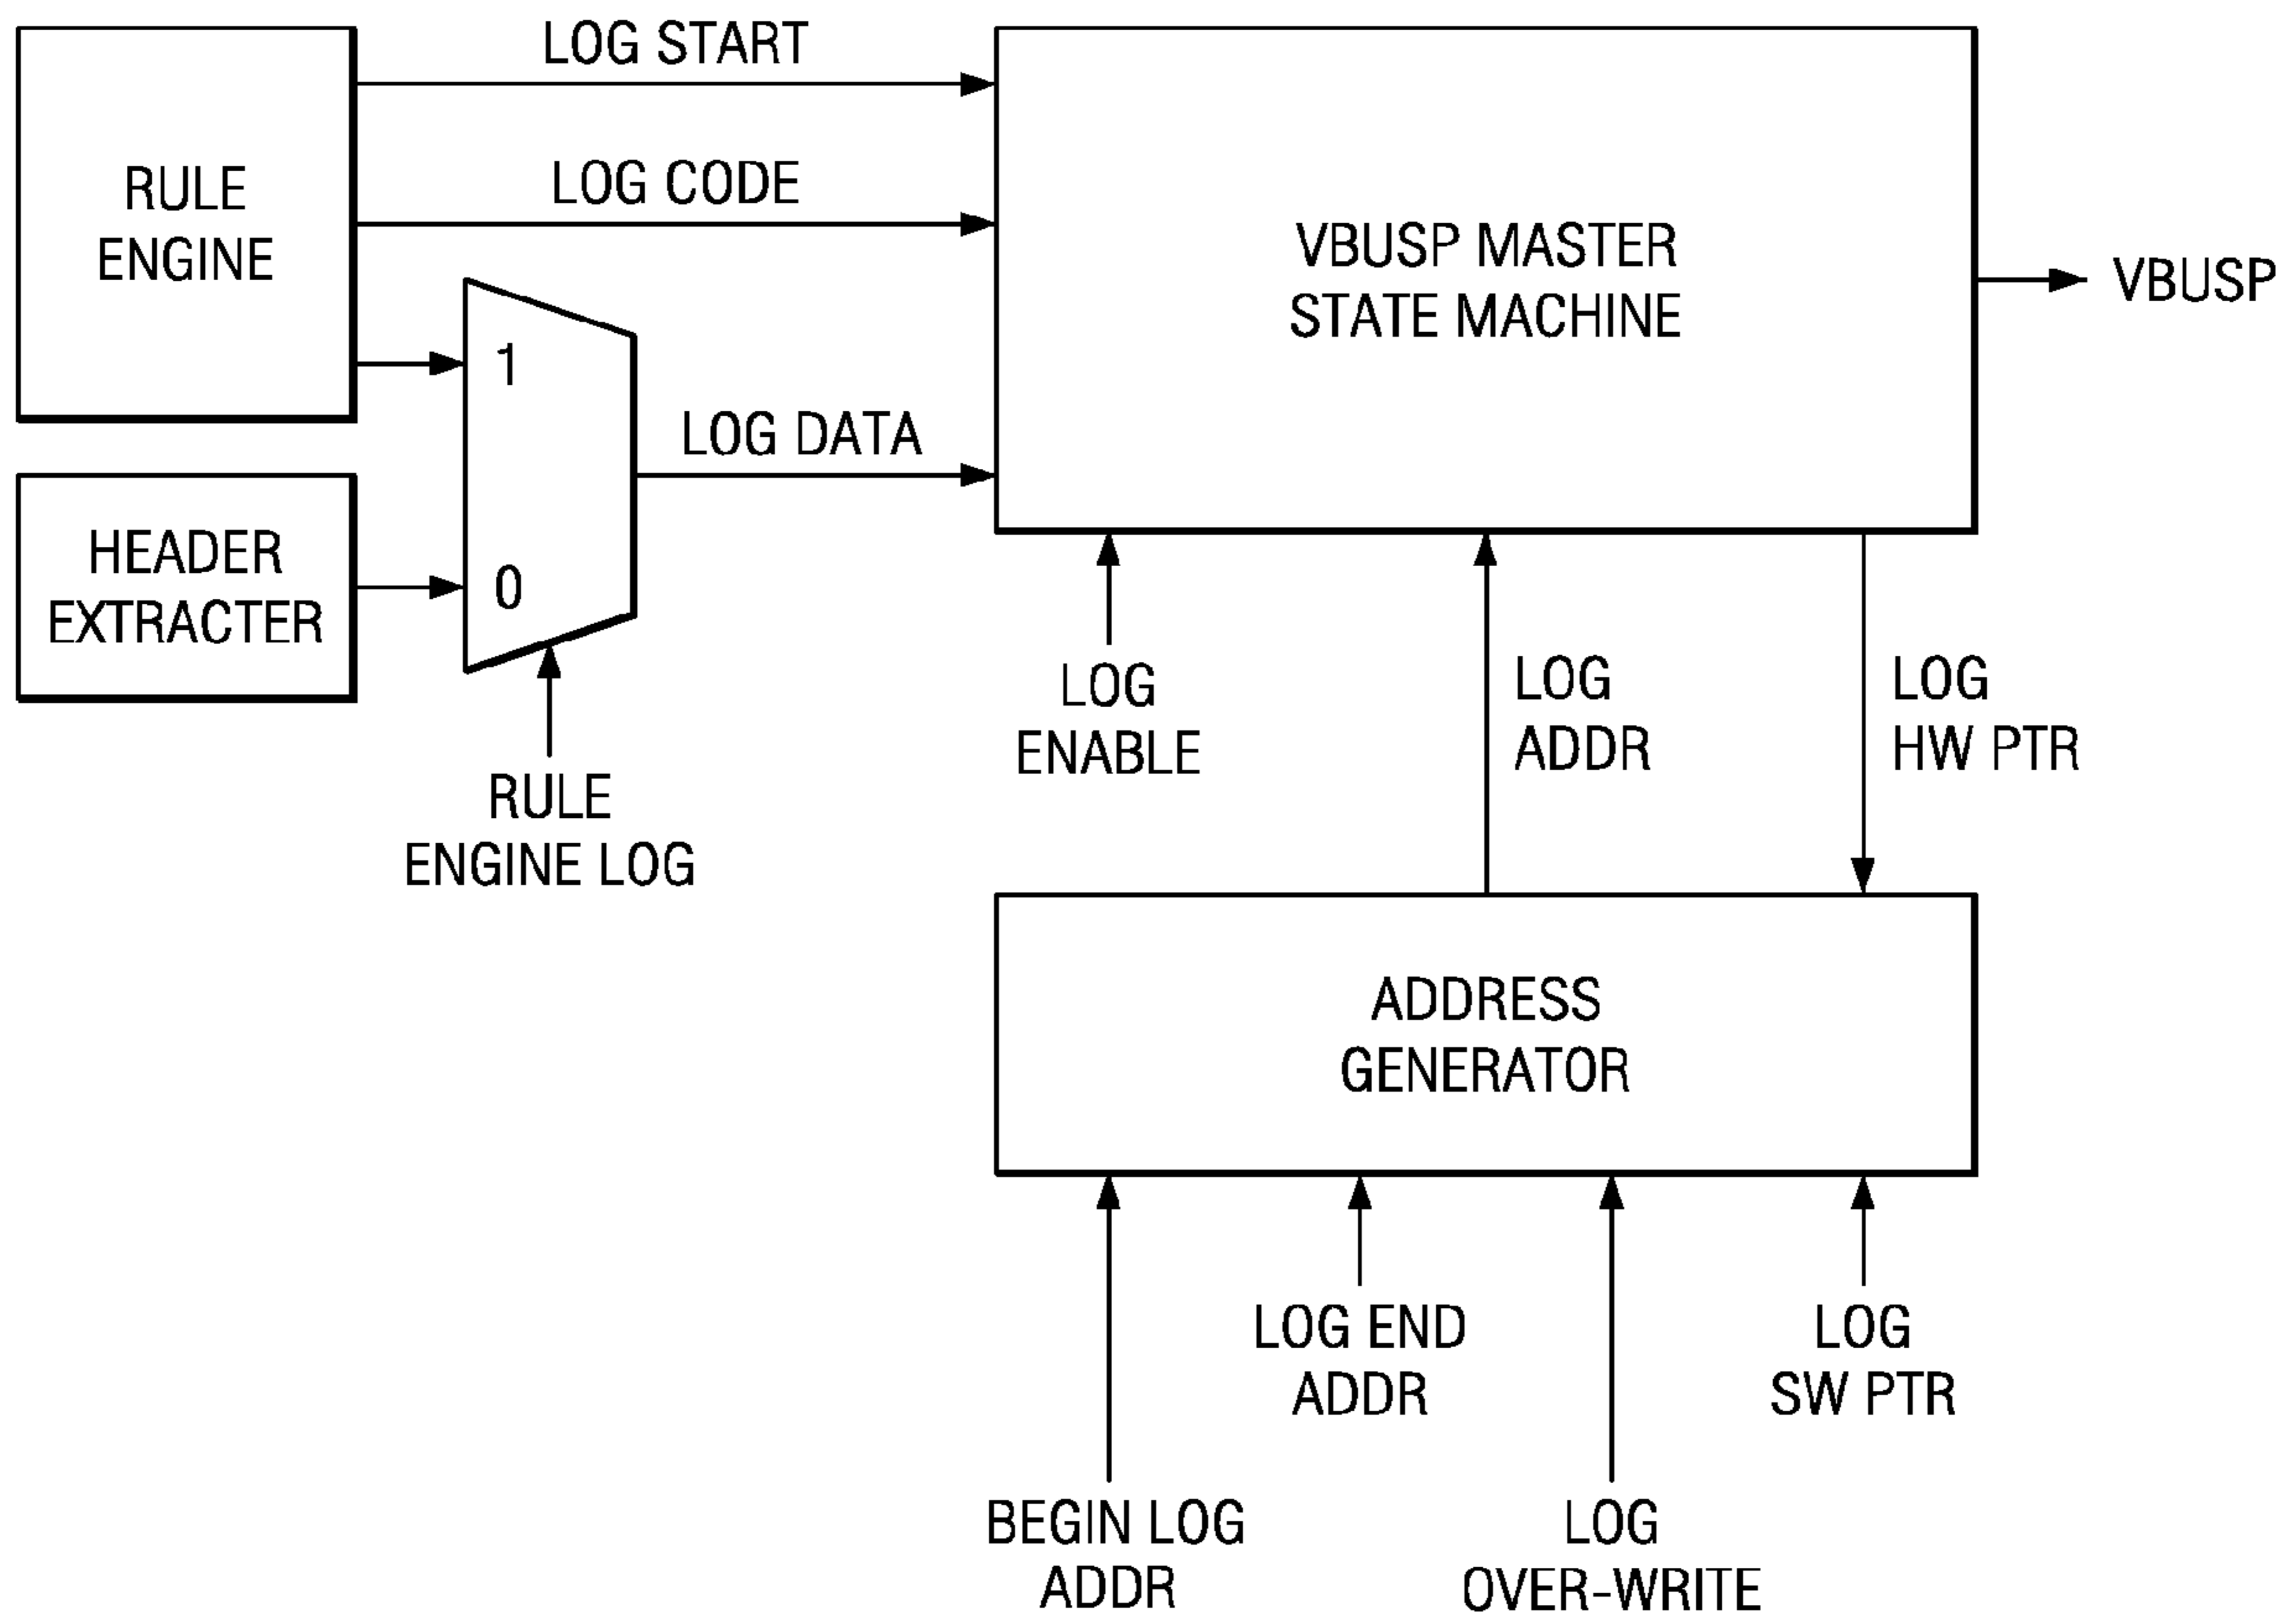 LOG START
RULE
ENGINE
LOG CODE
VBUSP MASTER
STATE MACHINE
VBUSP
1
LOG DATA
HEADER
EXTRACTER
0
RULE
ENGINE LOG
LOG
ENABLE
LOG
ADDR
LOG
HW PTR
ADDRESS
GENERATOR
LOG END
ADDR
LOG
SW PTR
BEGIN LOG
ADDR
LOG
OVER-WRITE